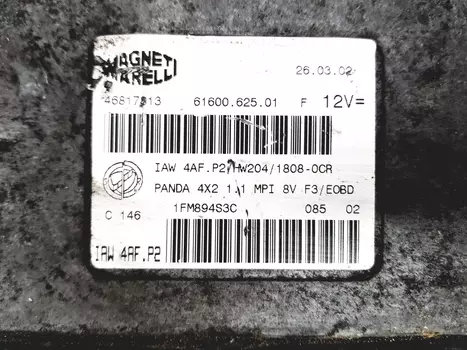 MAGNETI
MARELLI
26.03.02
46817313 61600.625.01 F 12V=
IAW 4AF.P2/HW204/1808-0CR
PANDA 4X2 1.1 MPI 8V F3/EOBD
C 146 1FM894S3C 085 02
IAW 4AF.P2